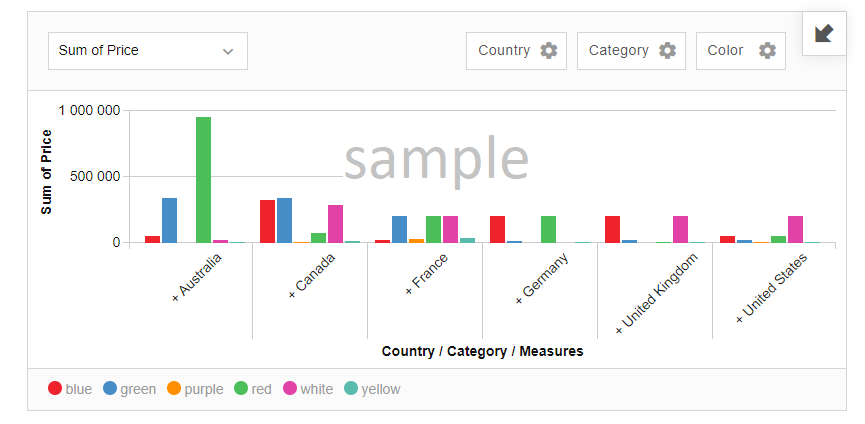 Sum of Price
Country
Category
Color
1 000 000
500 000
0
Sum of Price
sample
+ Australia
+ Canada
+ France
+ Germany
+ United Kingdom
+ United States
Country / Category / Measures
blue green purple red white yellow